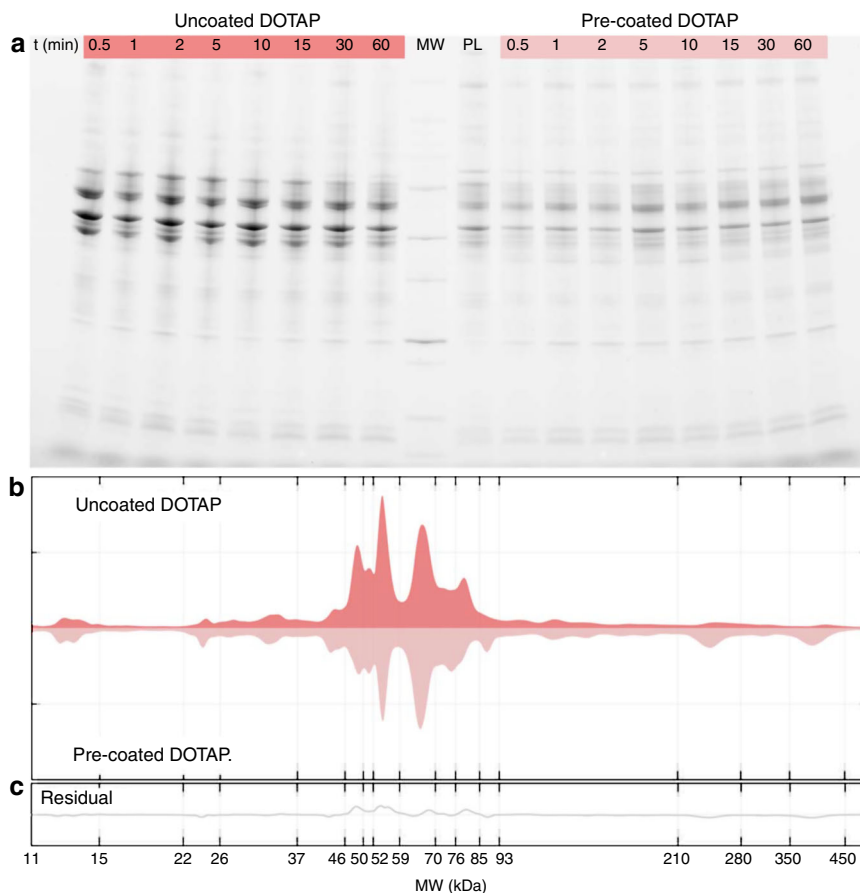 Uncoated DOTAP Pre-coated DOTAP
a t (min) 0.5 1 2 5 10 15 30 60 MW PL 0.5 1 2 5 10 15 30 60
b
Uncoated DOTAP
Pre-coated DOTAP.
c
Residual
11 15 22 26 37 46 50 52 59 70 76 85 93 210 280 350 450
MW (kDa)